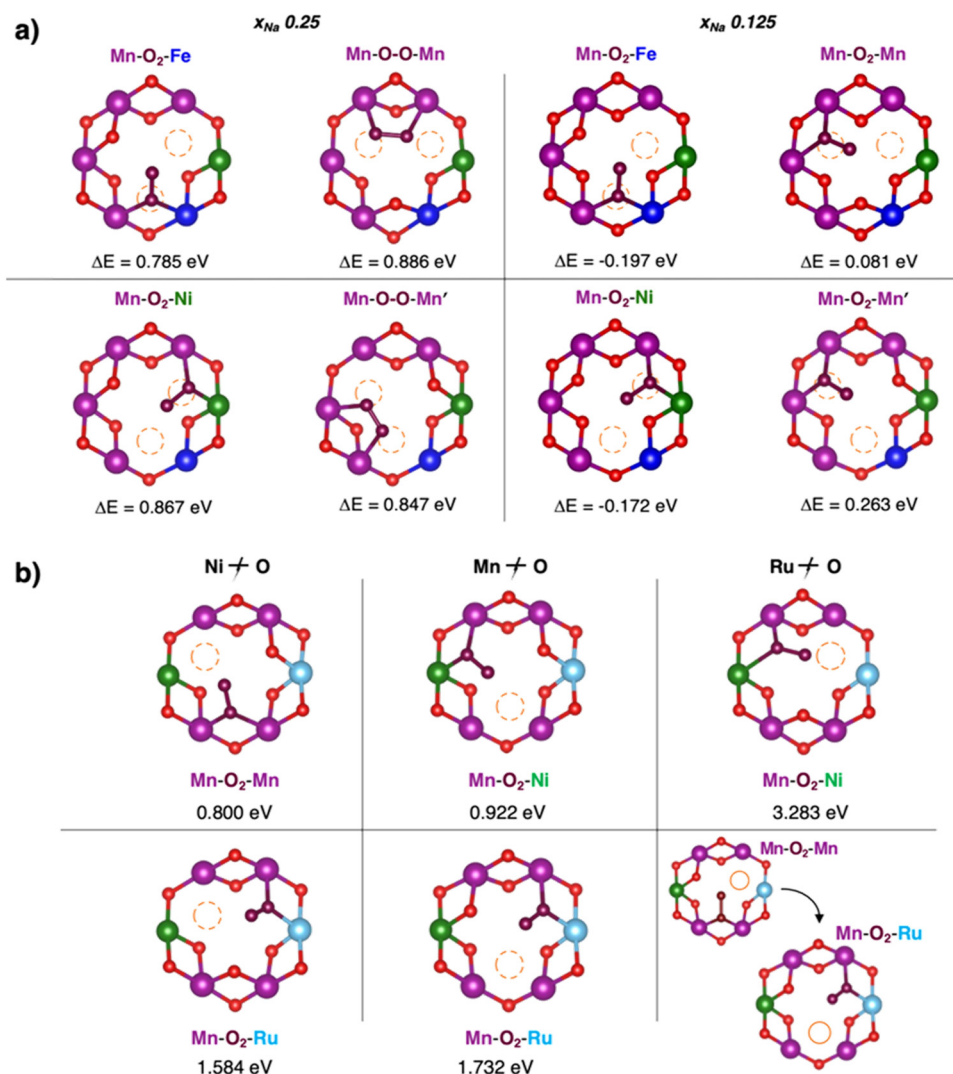 a)
x_Na 0.25
x_Na 0.125
Mn-O₂-Fe
Mn-O-O-Mn
Mn-O₂-Fe
Mn-O₂-Mn
ΔE = 0.785 eV
ΔE = 0.886 eV
ΔE = -0.197 eV
ΔE = 0.081 eV
Mn-O₂-Ni
Mn-O-O-Mn′
Mn-O₂-Ni
Mn-O₂-Mn′
ΔE = 0.867 eV
ΔE = 0.847 eV
ΔE = -0.172 eV
ΔE = 0.263 eV
b)
Ni ⌿ O
Mn ⌿ O
Ru ⌿ O
Mn-O₂-Mn
Mn-O₂-Ni
Mn-O₂-Ni
0.800 eV
0.922 eV
3.283 eV
Mn-O₂-Mn
Mn-O₂-Ru
Mn-O₂-Ru
Mn-O₂-Ru
1.584 eV
1.732 eV